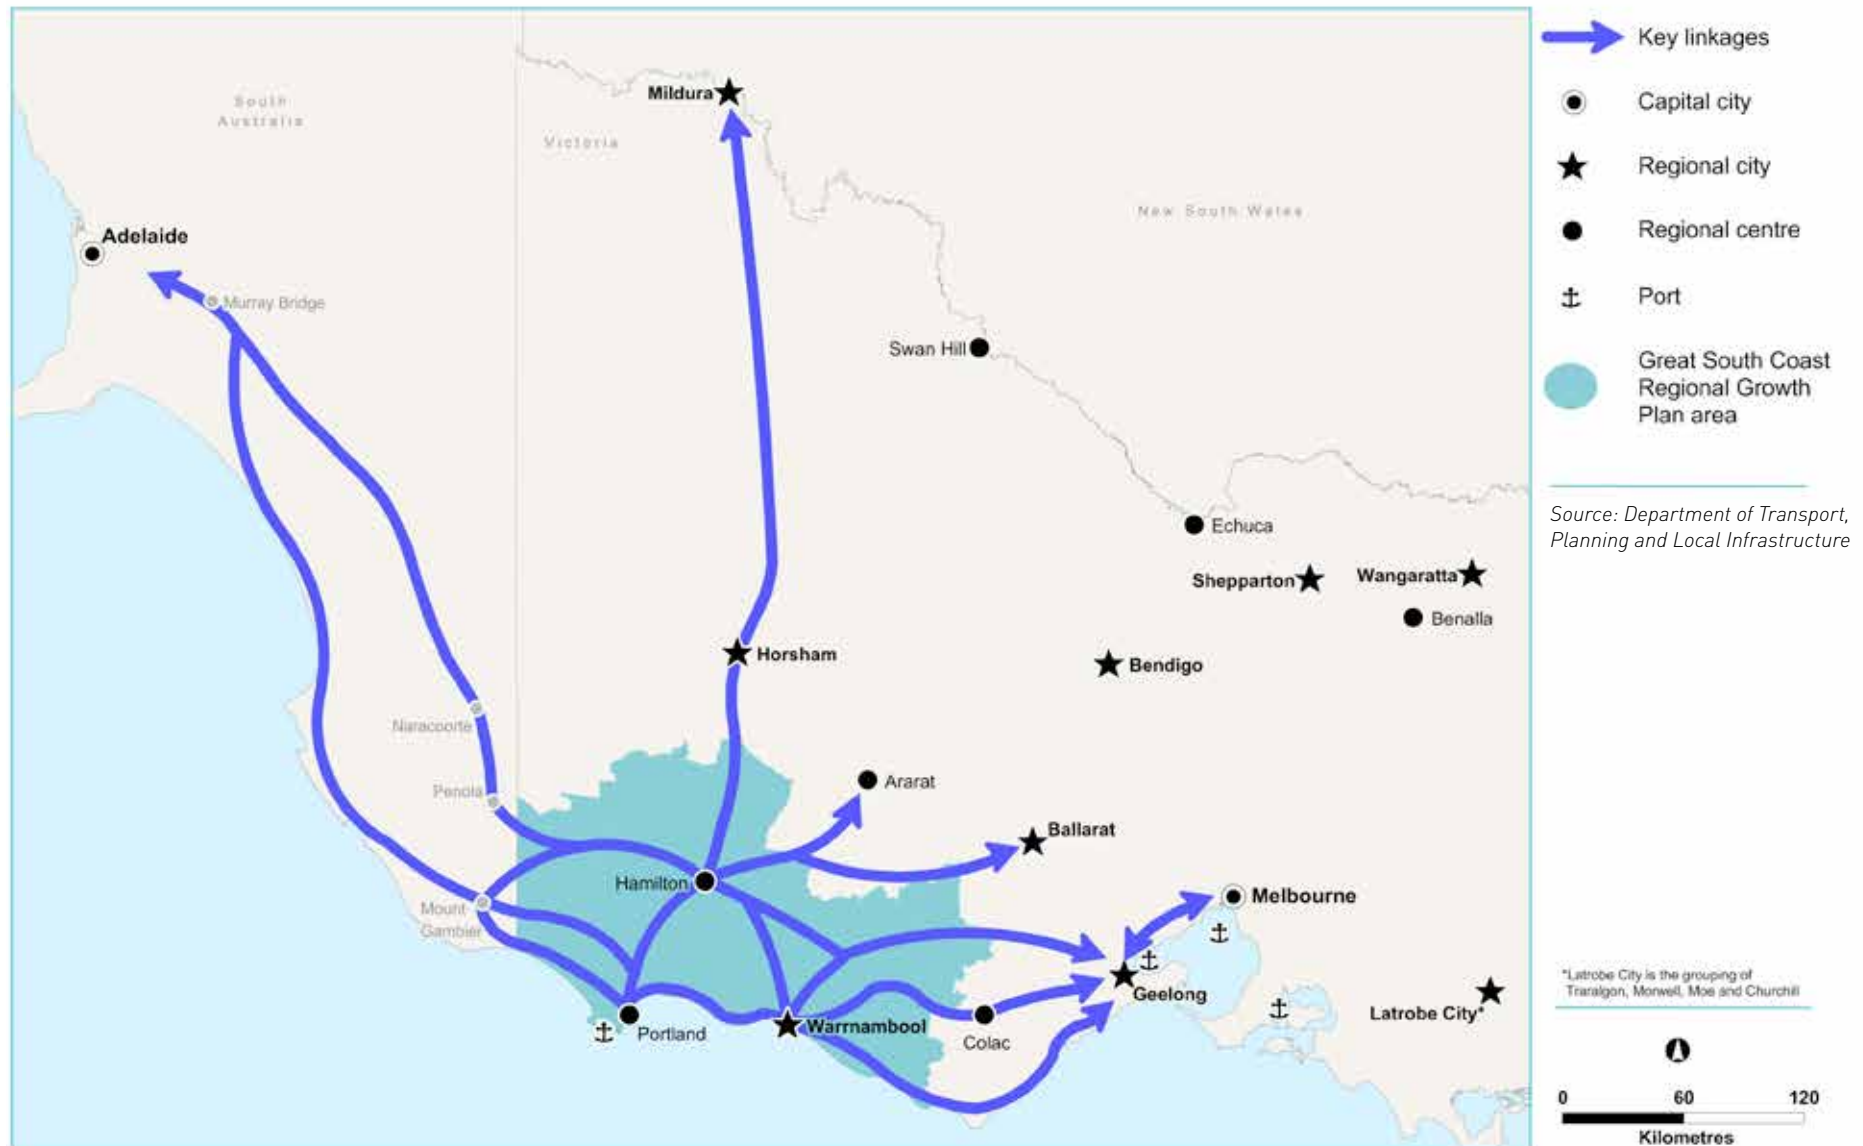 South
Australia
Mildura
Victoria
New South Wales
Adelaide
Murray Bridge
Swan Hill
Echuca
Shepparton
Wangaratta
Benalla
Horsham
Bendigo
Naracoorte
Penola
Ararat
Ballarat
Hamilton
Mount
Gambier
Melbourne
Geelong
Latrobe City*
Portland
Warrnambool
Colac
Key linkages
Capital city
Regional city
Regional centre
Port
Great South Coast
Regional Growth
Plan area
Source: Department of Transport,
Planning and Local Infrastructure
*Latrobe City is the grouping of
Traralgon, Morwell, Moe and Churchill
0 60 120
Kilometres